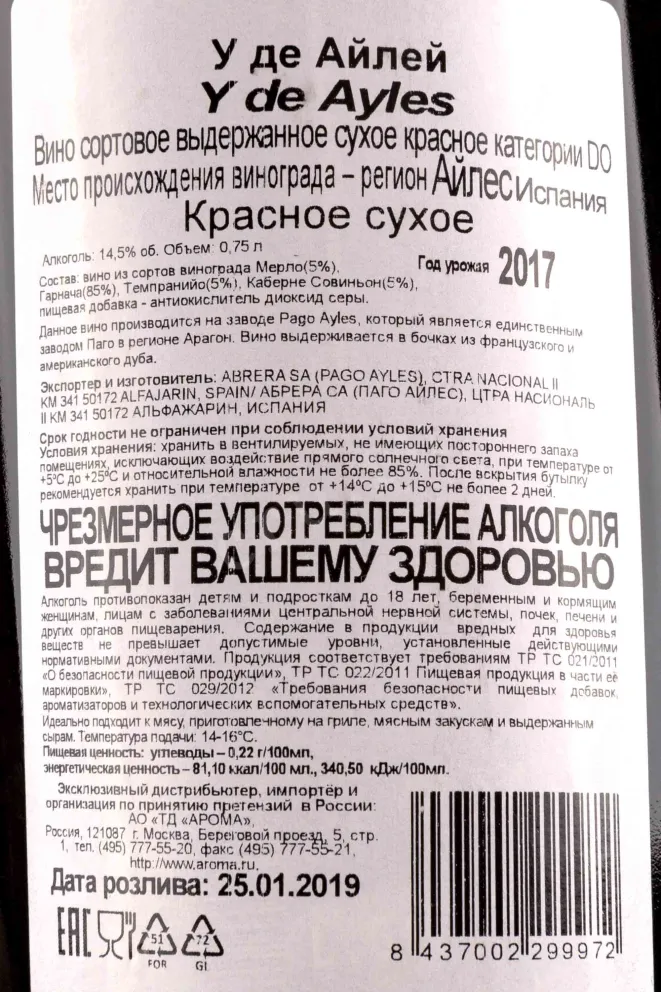 У де Айлей
Y de Ayles
Вино сортовое выдержанное сухое красное категории DO
Место происхождения винограда – регион Айлес Испания
Красное сухое
Алкоголь: 14,5% об. Объем: 0,75 л
Год урожая 2017
Состав: вино из сортов винограда Мерло(5%),
Гарнача(85%), Темпранийо(5%), Каберне Совиньон(5%),
пищевая добавка - антиокислитель диоксид серы.
Данное вино производится на заводе Pago Ayles, который является единственным
заводом Паго в регионе Арагон. Вино выдерживается в бочках из французского и
американского дуба.
Экспортер и изготовитель: ABRERA SA (PAGO AYLES), CTRA NACIONAL II
KM 341 50172 ALFAJARIN, SPAIN/ АБРЕРА СА (ПАГО АЙЛЕС), ЦТРА НАСИОНАЛЬ
II КМ 341 50172 АЛЬФАЖАРИН, ИСПАНИЯ
Срок годности не ограничен при соблюдении условий хранения
Условия хранения: хранить в вентилируемых, не имеющих постороннего запаха
помещениях, исключающих воздействие прямого солнечного света, при температуре от
+5°С до +25°С и относительной влажности не более 85%. После вскрытия бутылку
рекомендуется хранить при температуре от +14°С до +15°С не более 2 дней.
ЧРЕЗМЕРНОЕ УПОТРЕБЛЕНИЕ АЛКОГОЛЯ
ВРЕДИТ ВАШЕМУ ЗДОРОВЬЮ
Алкоголь противопоказан детям и подросткам до 18 лет, беременным и кормящим
женщинам, лицам с заболеваниями центральной нервной системы, почек, печени и
других органов пищеварения. Содержание в продукции вредных для здоровья
веществ не превышает допустимые уровни, установленные действующими
нормативными документами. Продукция соответствует требованиям ТР ТС 021/2011
«О безопасности пищевой продукции», ТР ТС 022/2011 Пищевая продукция в части её
маркировки», ТР ТС 029/2012 «Требования безопасности пищевых добавок,
ароматизаторов и технологических вспомогательных средств».
Идеально подходит к мясу, приготовленному на гриле, мясным закускам и выдержанным
сырам. Температура подачи: 14-16°С.
Пищевая ценность: углеводы – 0,22 г/100мл,
энергетическая ценность – 81,10 ккал/100 мл., 340,50 кДж/100мл.
Эксклюзивный дистрибьютер, импортёр и
организация по принятию претензий в России:
АО «ТД «АРОМА»,
Россия, 121087 г. Москва, Береговой проезд, 5, стр.
1, тел. (495) 777-55-20, факс (495) 777-55-21,
http://www.aroma.ru,
Дата розлива: 25.01.2019
EAC
51
FOR
72
GI
8 437002 299972